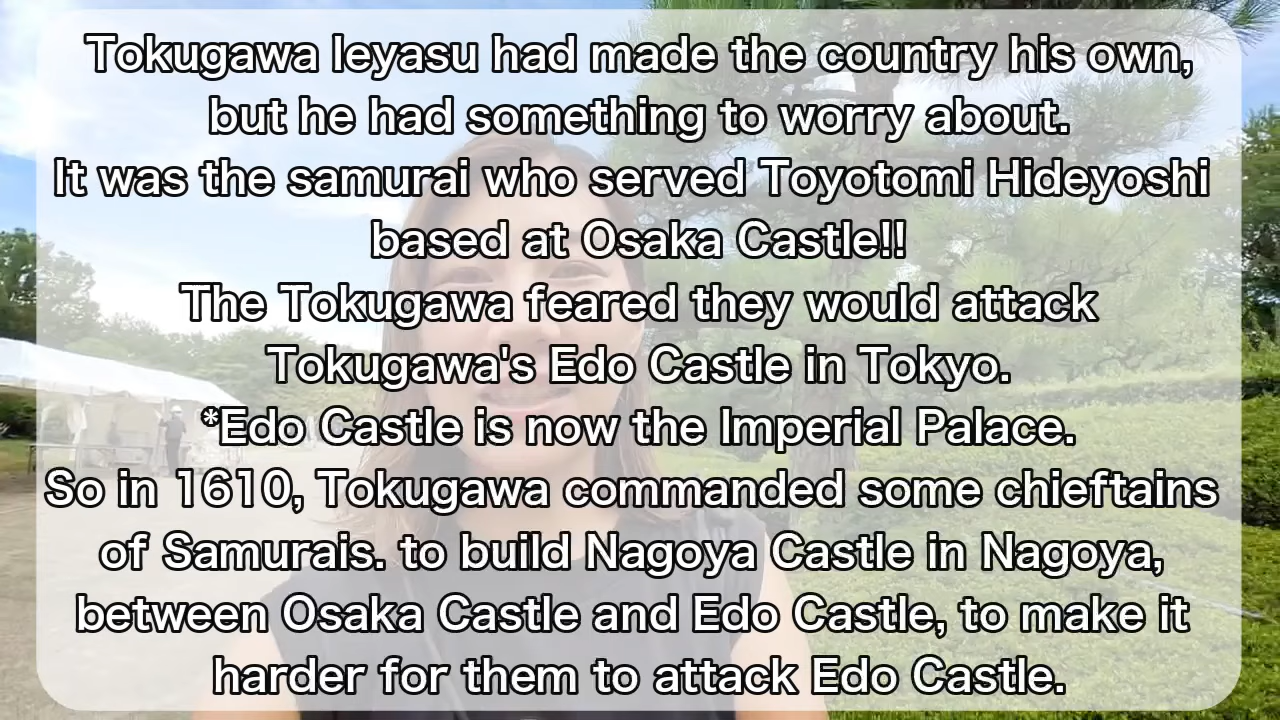 Tokugawa Ieyasu had made the country his own,
but he had something to worry about.
It was the samurai who served Toyotomi Hideyoshi
based at Osaka Castle!!
The Tokugawa feared they would attack
Tokugawa's Edo Castle in Tokyo.
*Edo Castle is now the Imperial Palace.
So in 1610, Tokugawa commanded some chieftains
of Samurais. to build Nagoya Castle in Nagoya,
between Osaka Castle and Edo Castle, to make it
harder for them to attack Edo Castle.